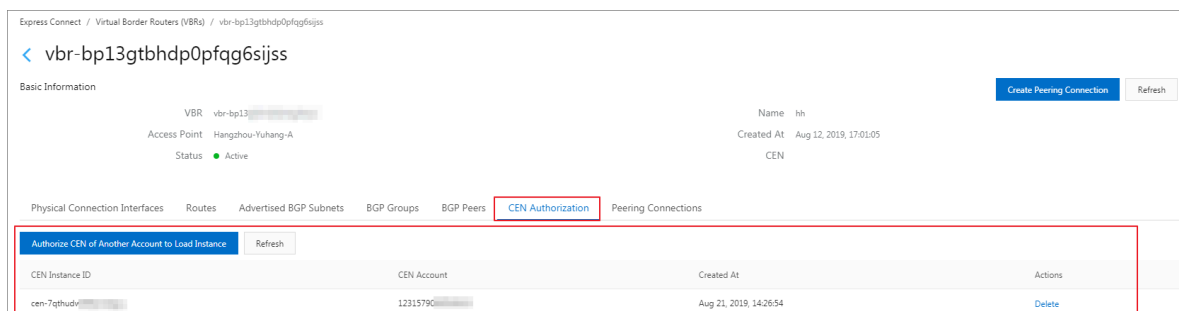 Express Connect / Virtual Border Routers (VBRs) / vbr-bp13gtbhdp0pfqg6sijss
< vbr-bp13gtbhdp0pfqg6sijss
Basic Information
Create Peering Connection Refresh
VBR vbr-bp13 Name hh
Access Point Hangzhou-Yuhang-A Created At Aug 12, 2019, 17:01:05
Status Active CEN
Physical Connection Interfaces Routes Advertised BGP Subnets BGP Groups BGP Peers CEN Authorization Peering Connections
Authorize CEN of Another Account to Load Instance Refresh
CEN Instance ID CEN Account Created At Actions
cen-7qthudv 12315790 Aug 21, 2019, 14:26:54 Delete